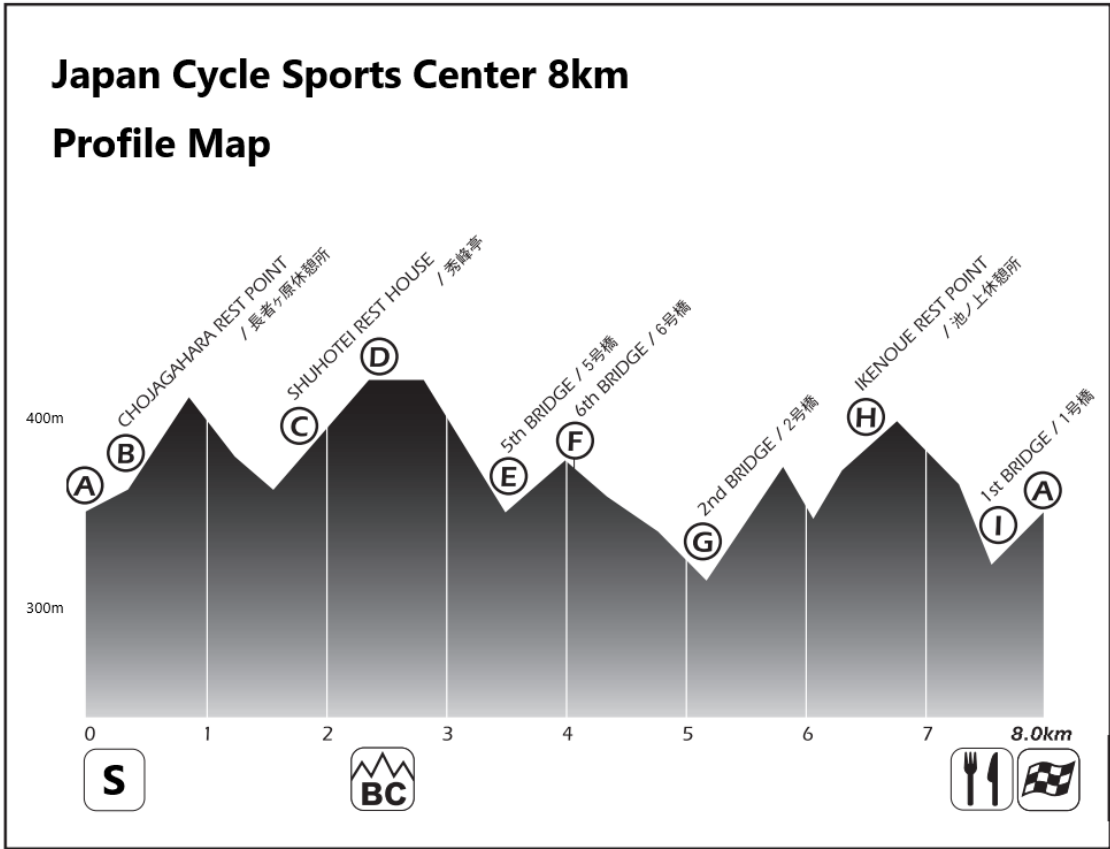 Japan Cycle Sports Center 8km
Profile Map
A
B
CHOJAGAHARA REST POINT
/ 長者ヶ原休憩所
C
SHUHOTEI REST HOUSE
/ 秀峰亭
D
E
5th BRIDGE / 5号橋
F
6th BRIDGE / 6号橋
G
2nd BRIDGE / 2号橋
H
IKENOUE REST POINT
/ 池ノ上休憩所
I
1st BRIDGE / 1号橋
A
400m
300m
0 1 2 3 4 5 6 7 8.0km
S
BC